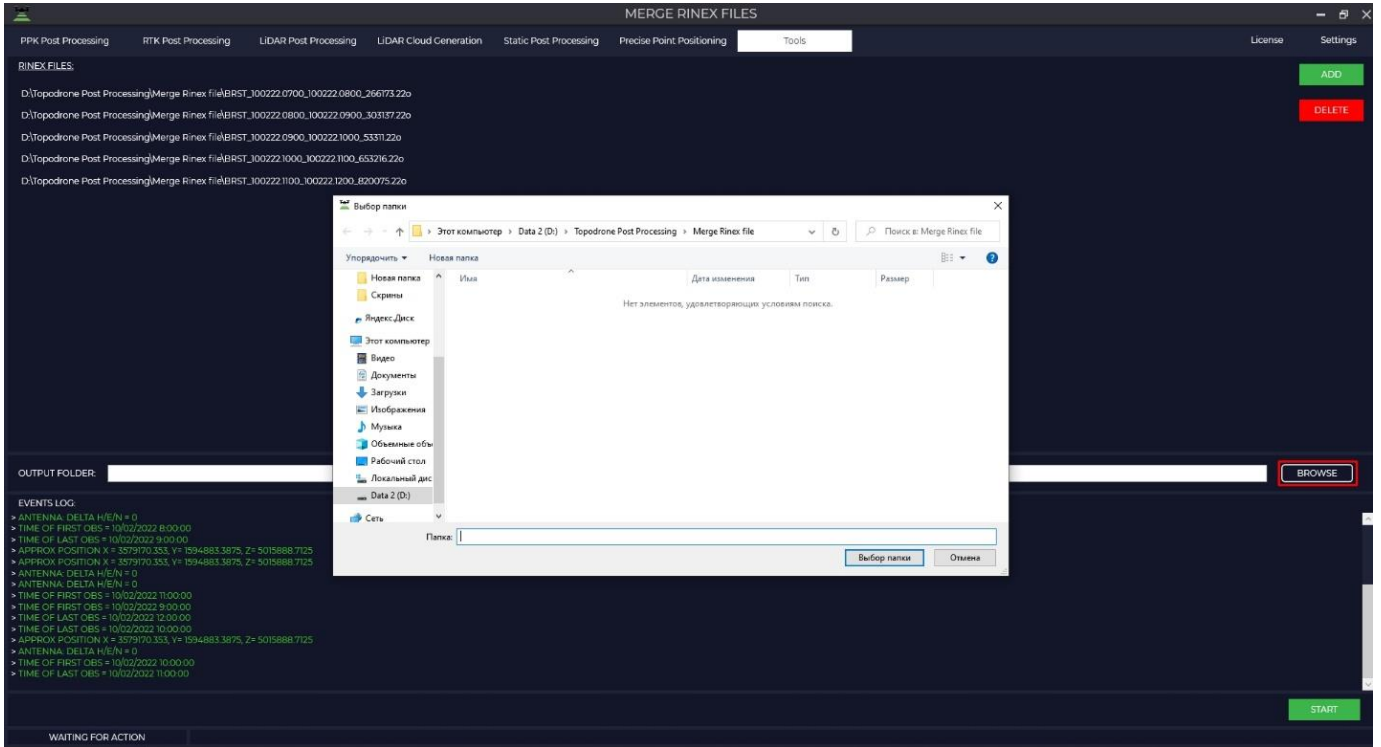 MERGE RINEX FILES
PPK Post Processing RTK Post Processing LiDAR Post Processing LiDAR Cloud Generation Static Post Processing Precise Point Positioning Tools License Settings
RINEX FILES:
ADD
D:\Topodrone Post Processing\Merge Rinex file\BRST_100222.0700_100222.0800_266173.22o
DELETE
D:\Topodrone Post Processing\Merge Rinex file\BRST_100222.0800_100222.0900_303137.22o
D:\Topodrone Post Processing\Merge Rinex file\BRST_100222.0900_100222.1000_53311.22o
D:\Topodrone Post Processing\Merge Rinex file\BRST_100222.1000_100222.1100_653216.22o
D:\Topodrone Post Processing\Merge Rinex file\BRST_100222.1100_100222.1200_820075.22o
Выбор папки
Этот компьютер › Data 2 (D:) › Topodrone Post Processing › Merge Rinex file
Поиск в: Merge Rinex file
Упорядочить Новая папка
Имя Дата изменения Тип Размер
Нет элементов, удовлетворяющих условиям поиска.
Новая папка
Скрины
Яндекс.Диск
Этот компьютер
Видео
Документы
Загрузки
Изображения
Музыка
Объемные объ
Рабочий стол
Локальный дис
Data 2 (D:)
Сеть
Папка:
Выбор папки Отмена
OUTPUT FOLDER: BROWSE
EVENTS LOG:
> ANTENNA: DELTA H/E/N = 0
> TIME OF FIRST OBS = 10/02/2022 8:00:00
> TIME OF LAST OBS = 10/02/2022 9:00:00
> APPROX POSITION X = 3579170.353, Y= 1594883.3875, Z= 5015888.7125
> APPROX POSITION X = 3579170.353, Y= 1594883.3875, Z= 5015888.7125
> ANTENNA: DELTA H/E/N = 0
> ANTENNA: DELTA H/E/N = 0
> TIME OF FIRST OBS = 10/02/2022 11:00:00
> TIME OF FIRST OBS = 10/02/2022 9:00:00
> TIME OF LAST OBS = 10/02/2022 12:00:00
> TIME OF LAST OBS = 10/02/2022 10:00:00
> APPROX POSITION X = 3579170.353, Y= 1594883.3875, Z= 5015888.7125
> ANTENNA: DELTA H/E/N = 0
> TIME OF FIRST OBS = 10/02/2022 10:00:00
> TIME OF LAST OBS = 10/02/2022 11:00:00
START
WAITING FOR ACTION